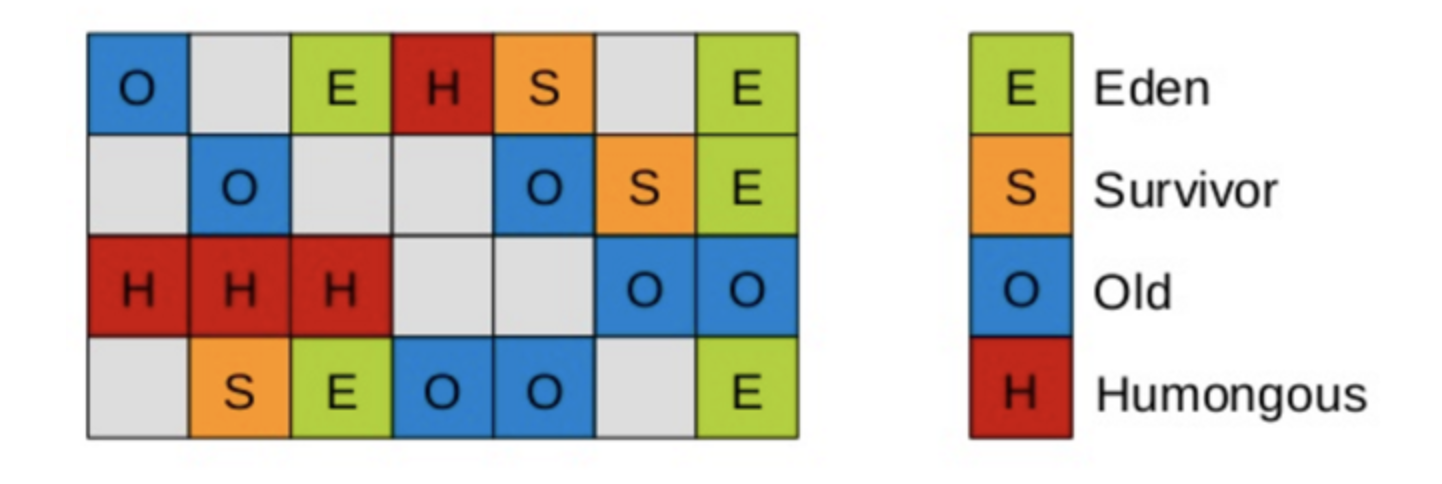 O E H S E
O O S E
H H H O O
S E O O E
E Eden
S Survivor
O Old
H Humongous